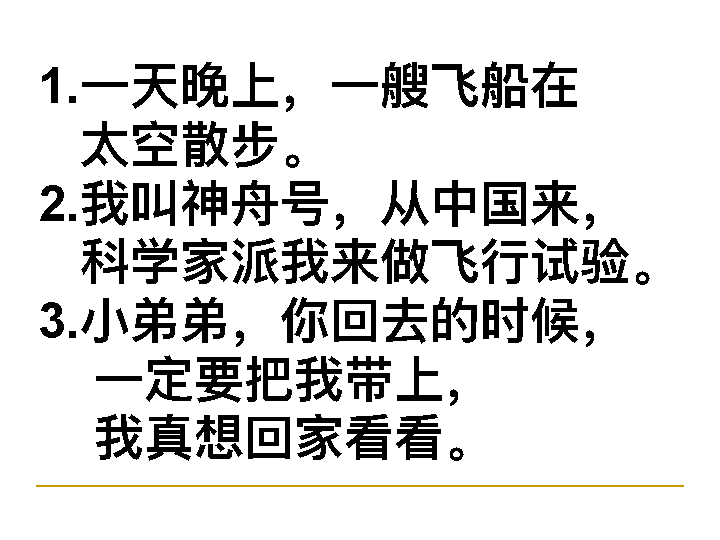 1.一天晚上，一艘飞船在
太空散步。
2.我叫神舟号，从中国来，
科学家派我来做飞行试验。
3.小弟弟，你回去的时候，
一定要把我带上，
我真想回家看看。